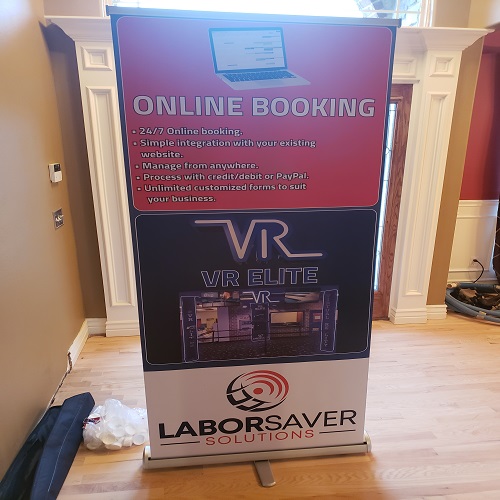 ONLINE BOOKING
• 24/7 Online booking.
• Simple integration with your existing
website.
• Manage from anywhere.
• Process with credit/debit or PayPal.
• Unlimited customized forms to suit
your business.
VR
VR ELITE
VR
LABORSAVER
SOLUTIONS